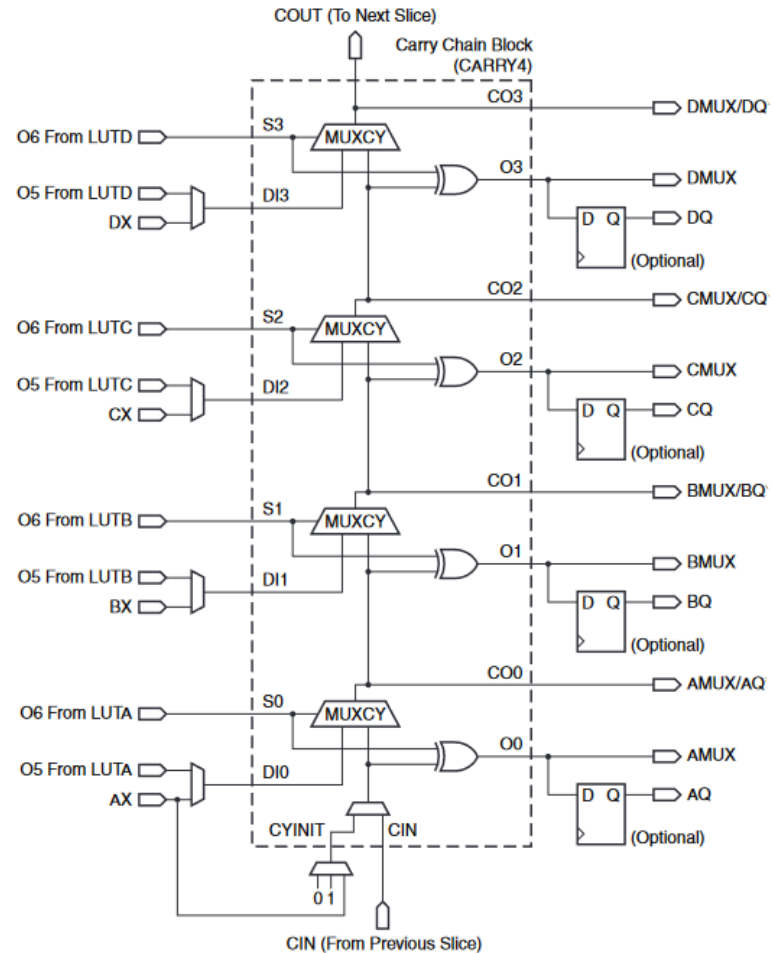 COUT (To Next Slice)
Carry Chain Block
(CARRY4)
CO3
DMUX/DQ
O6 From LUTD
S3
MUXCY
O3
DMUX
O5 From LUTD
DI3
DX
D Q
DQ
(Optional)
CO2
CMUX/CQ
O6 From LUTC
S2
MUXCY
O2
CMUX
O5 From LUTC
DI2
CX
D Q
CQ
(Optional)
CO1
BMUX/BQ
O6 From LUTB
S1
MUXCY
O1
BMUX
O5 From LUTB
DI1
BX
D Q
BQ
(Optional)
CO0
AMUX/AQ
O6 From LUTA
S0
MUXCY
O0
AMUX
O5 From LUTA
DI0
AX
D Q
AQ
CYINIT
CIN
(Optional)
0 1
CIN (From Previous Slice)